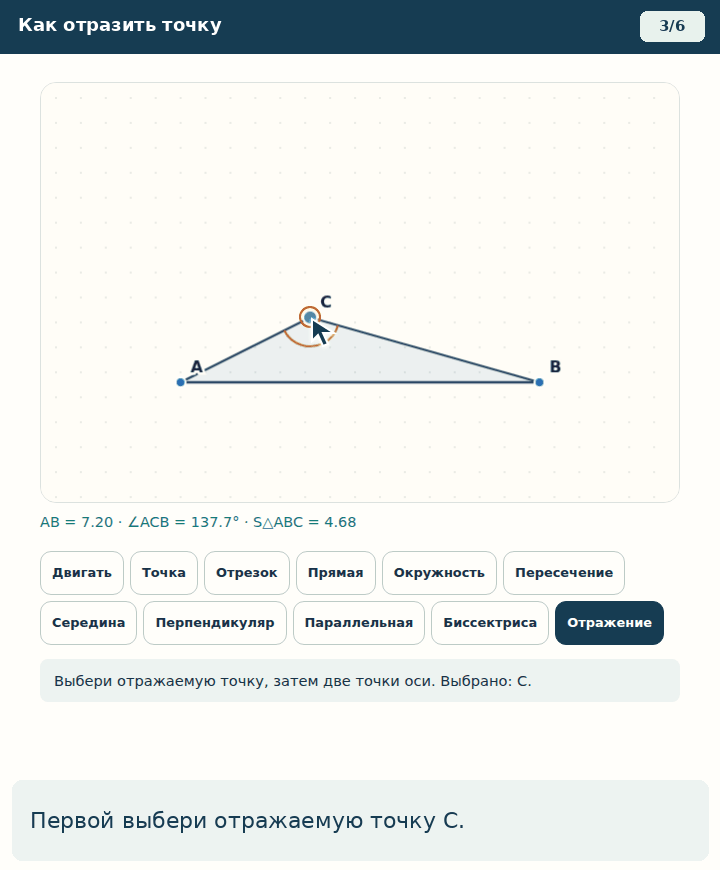 Как отразить точку
3/6
C
A
B
AB = 7.20 · ∠ACB = 137.7° · S△ABC = 4.68
Двигать Точка Отрезок Прямая Окружность Пересечение
Середина Перпендикуляр Параллельная Биссектриса Отражение
Выбери отражаемую точку, затем две точки оси. Выбрано: C.
Первой выбери отражаемую точку C.